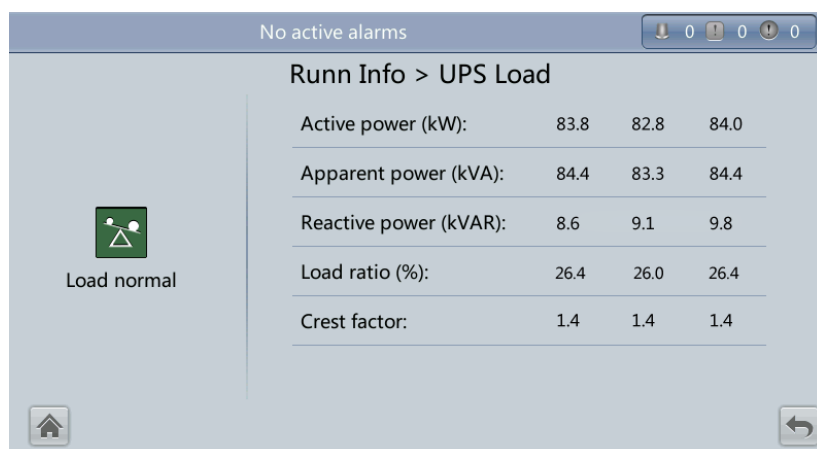 No active alarms 0 0 0
Runn Info > UPS Load
Active power (kW): 83.8 82.8 84.0
Apparent power (kVA): 84.4 83.3 84.4
Reactive power (kVAR): 8.6 9.1 9.8
Load ratio (%): 26.4 26.0 26.4
Crest factor: 1.4 1.4 1.4
Load normal